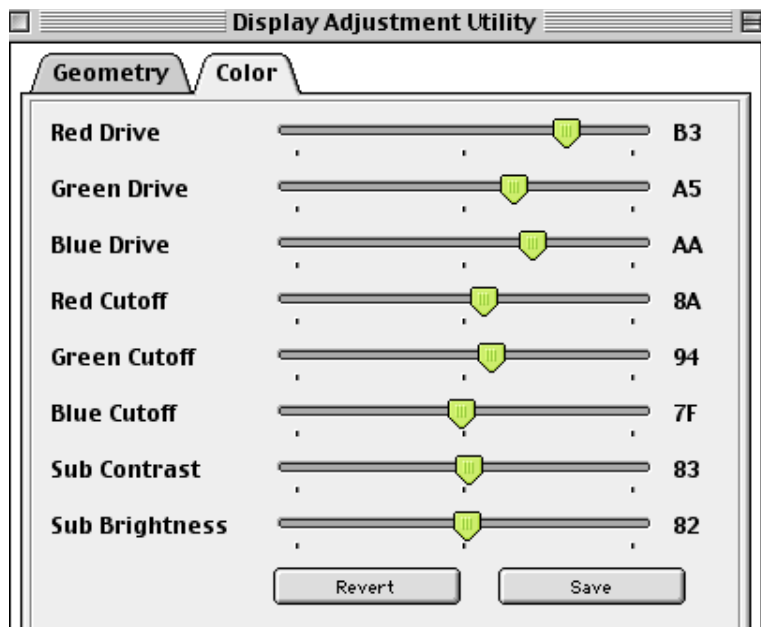 Display Adjustment Utility
Geometry Color
Red Drive B3
Green Drive A5
Blue Drive AA
Red Cutoff 8A
Green Cutoff 94
Blue Cutoff 7F
Sub Contrast 83
Sub Brightness 82
Revert Save